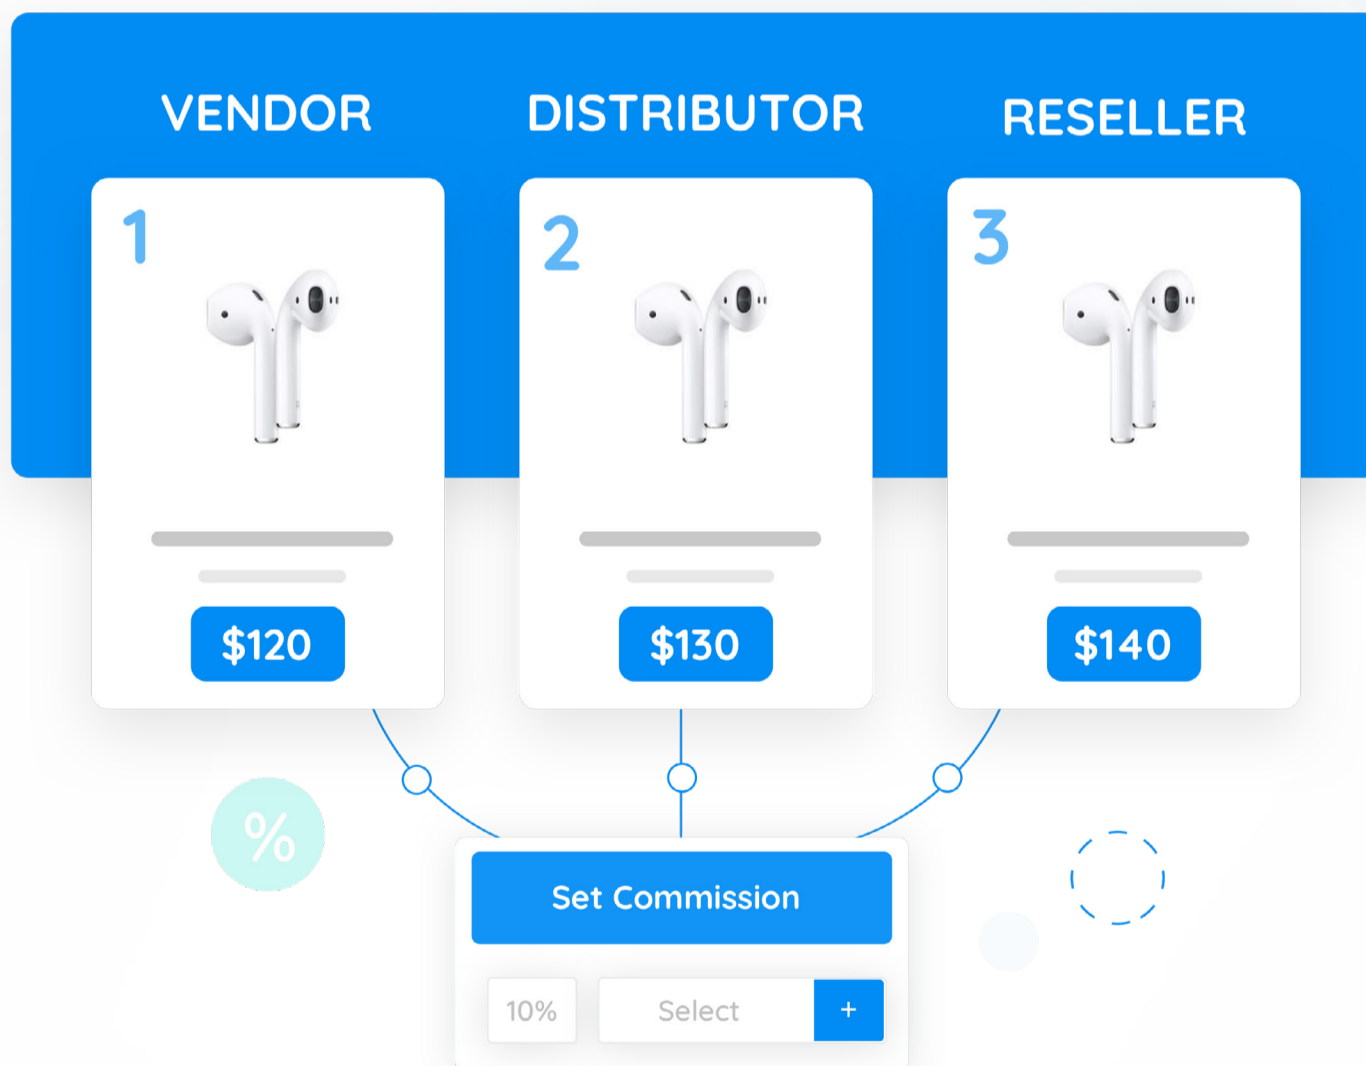 VENDOR
DISTRIBUTOR
RESELLER
1
2
3
$120
$130
$140
%
Set Commission
10%
Select
+